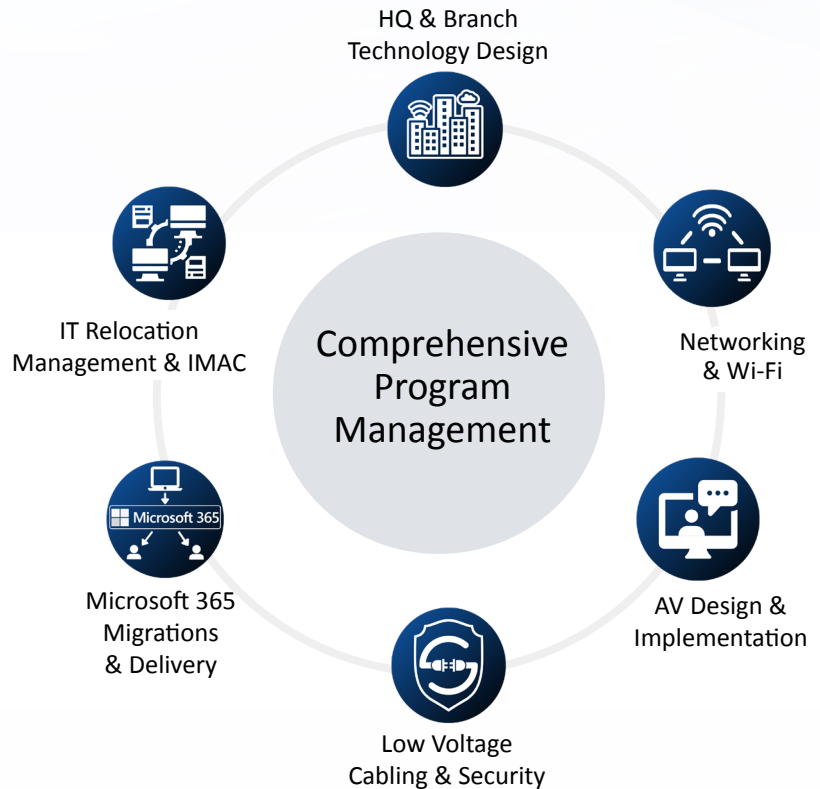 HQ & Branch
Technology Design
Networking
& Wi-Fi
AV Design &
Implementation
Low Voltage
Cabling & Security
Microsoft 365
Microsoft 365
Migrations
& Delivery
IT Relocation
Management & IMAC
Comprehensive
Program
Management